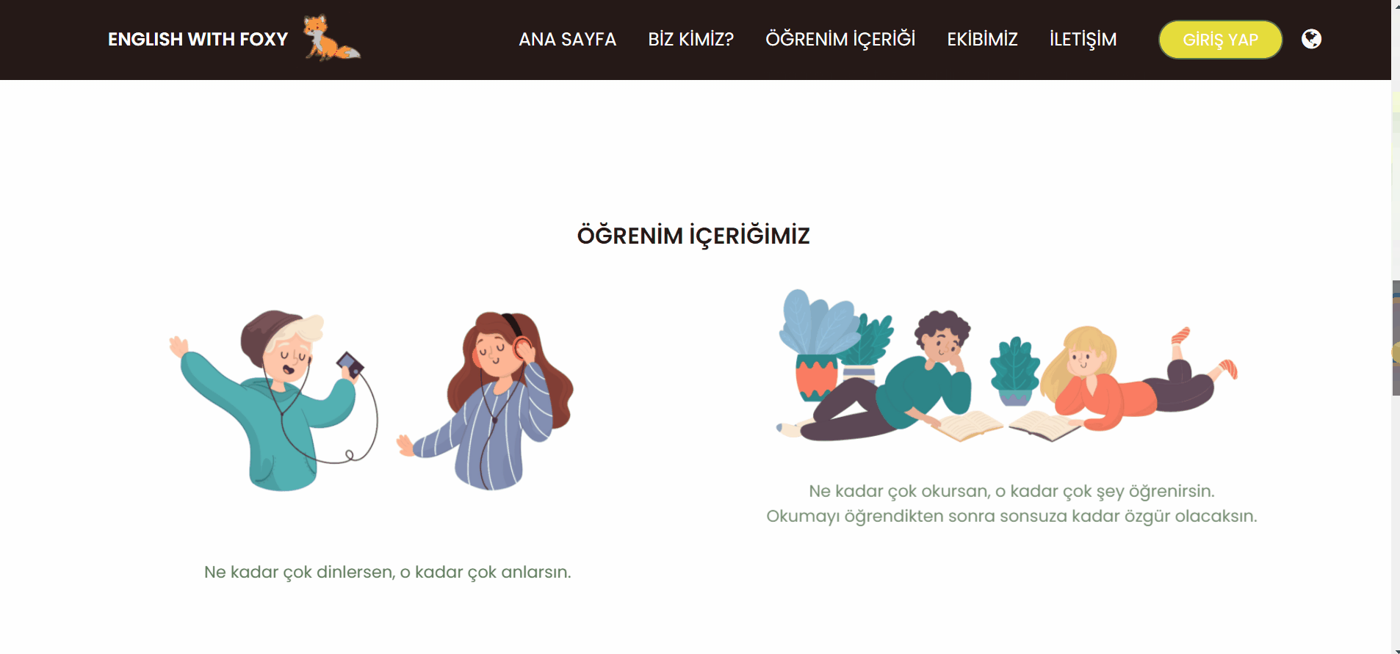 ENGLISH WITH FOXY
ANA SAYFA
BİZ KİMİZ?
ÖĞRENİM İÇERİĞİ
EKİBİMİZ
İLETİŞİM
GİRİŞ YAP
ÖĞRENİM İÇERİĞİMİZ
Ne kadar çok dinlersen, o kadar çok anlarsın.
Ne kadar çok okursan, o kadar çok şey öğrenirsin.
Okumayı öğrendikten sonra sonsuza kadar özgür olacaksın.